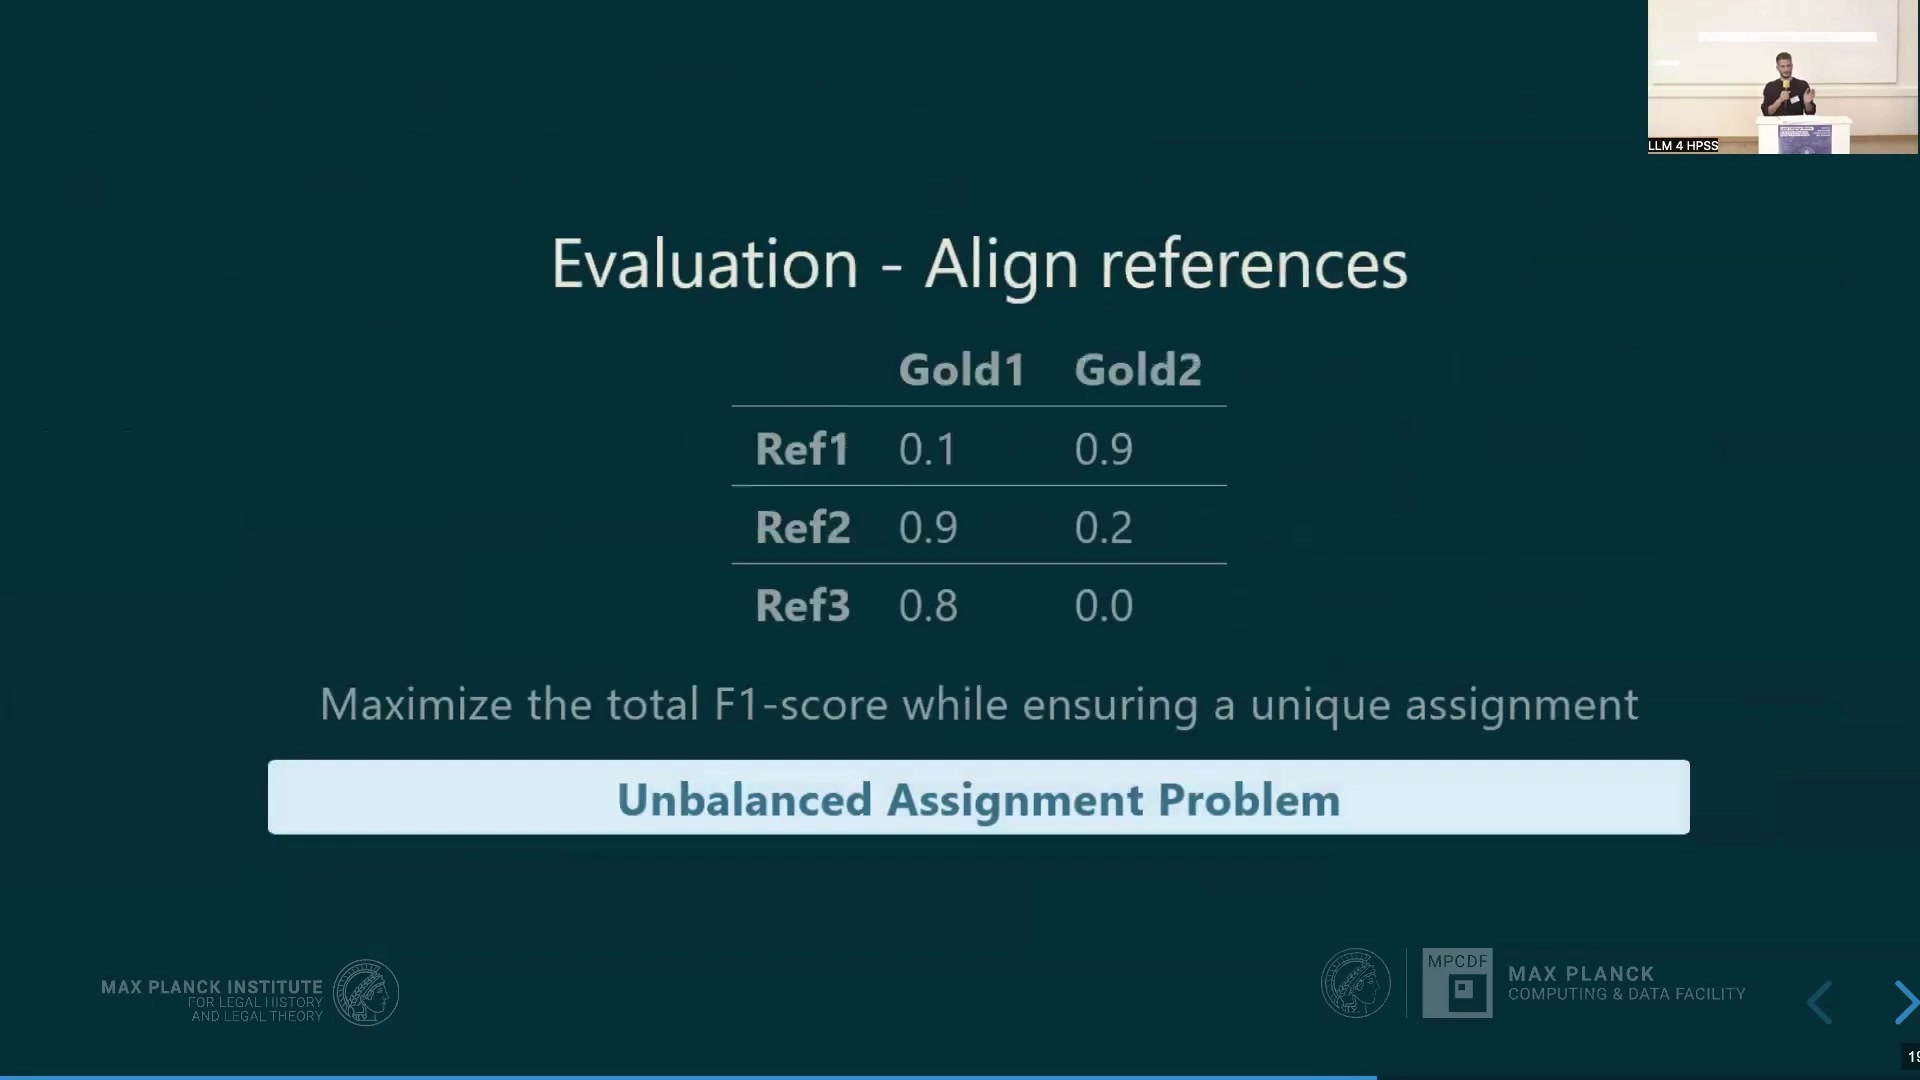 LLM 4 HPSS
Evaluation - Align references
Gold1 Gold2
Ref1 0.1 0.9
Ref2 0.9 0.2
Ref3 0.8 0.0
Maximize the total F1-score while ensuring a unique assignment
Unbalanced Assignment Problem
MAX PLANCK INSTITUTE
FOR LEGAL HISTORY
AND LEGAL THEORY
MPCDF
MAX PLANCK
COMPUTING & DATA FACILITY